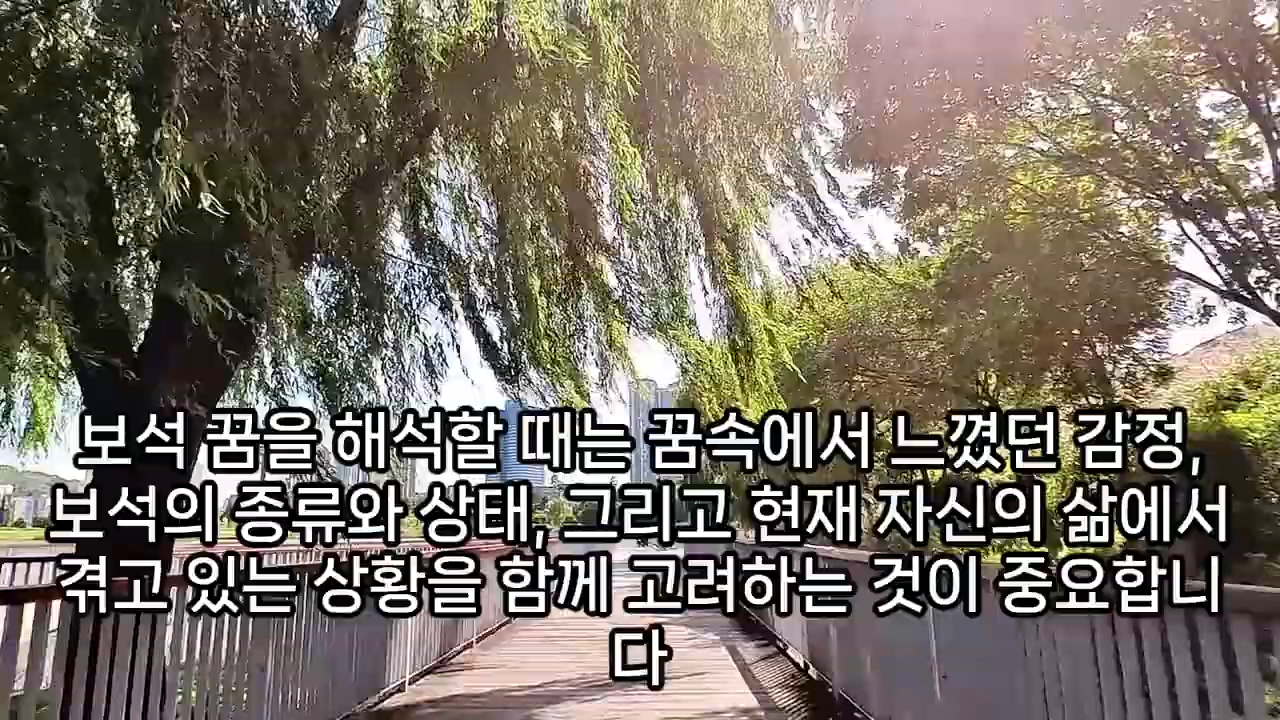 보석 꿈을 해석할 때는 꿈속에서 느꼈던 감정,
보석의 종류와 상태, 그리고 현재 자신의 삶에서
겪고 있는 상황을 함께 고려하는 것이 중요합니
다